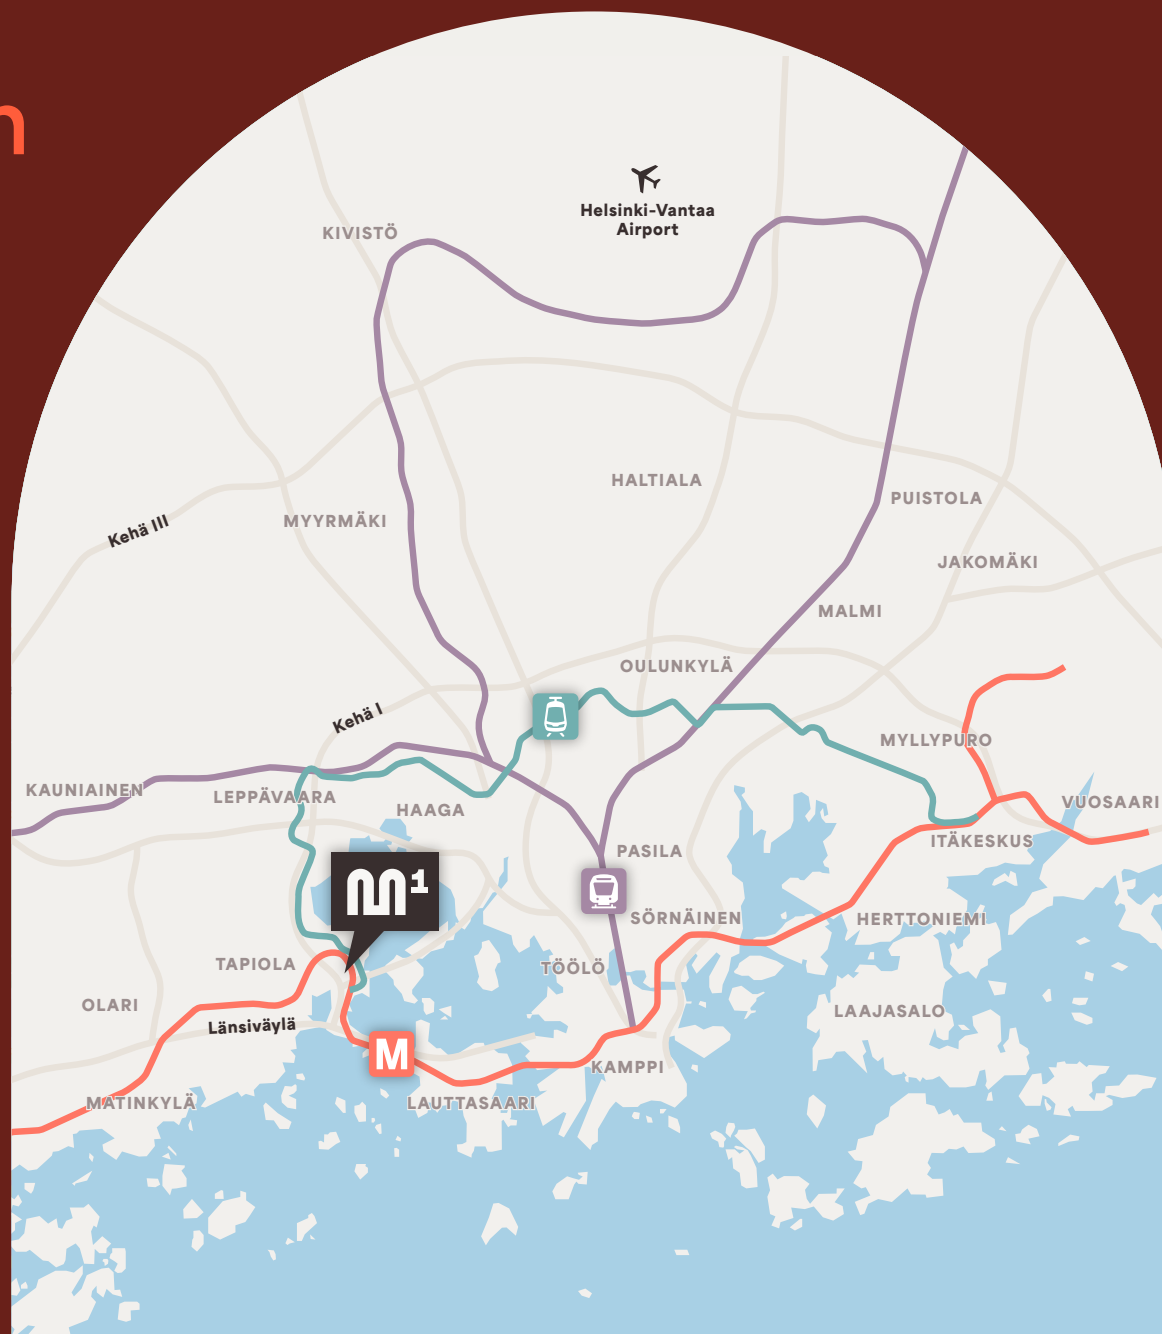 n
Helsinki-Vantaa
Airport
KIVISTÖ
HALTIALA
PUISTOLA
Kehä III
MYYRMÄKI
JAKOMÄKI
MALMI
OULUNKYLÄ
Kehä I
MYLLYPURO
KAUNIAINEN
LEPPÄVAARA
HAAGA
VUOSAARI
ITÄKESKUS
PASILA
M1
SÖRNÄINEN
HERTTONIEMI
TAPIOLA
TÖÖLÖ
OLARI
LAAJASALO
Länsiväylä
M
KAMPPI
MATINKYLÄ
LAUTTASAARI